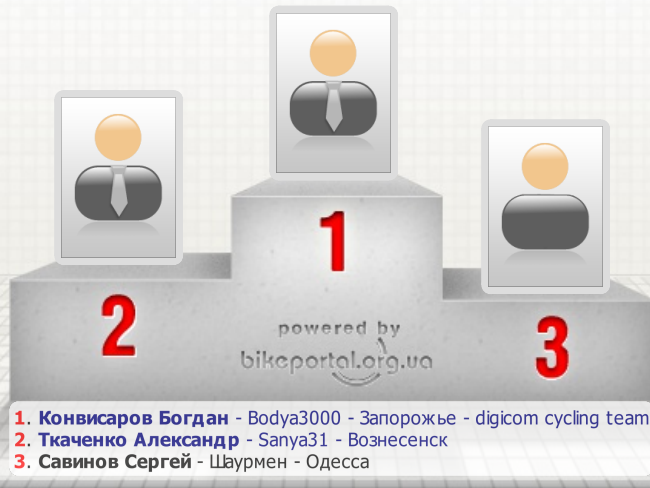 1
2
3
powered by
bikeportal.org.ua
1. Конвисаров Богдан - Bodya3000 - Запорожье - digicom cycling team
2. Ткаченко Александр - Sanya31 - Вознесенск
3. Савинов Сергей - Шаурмен - Одесса